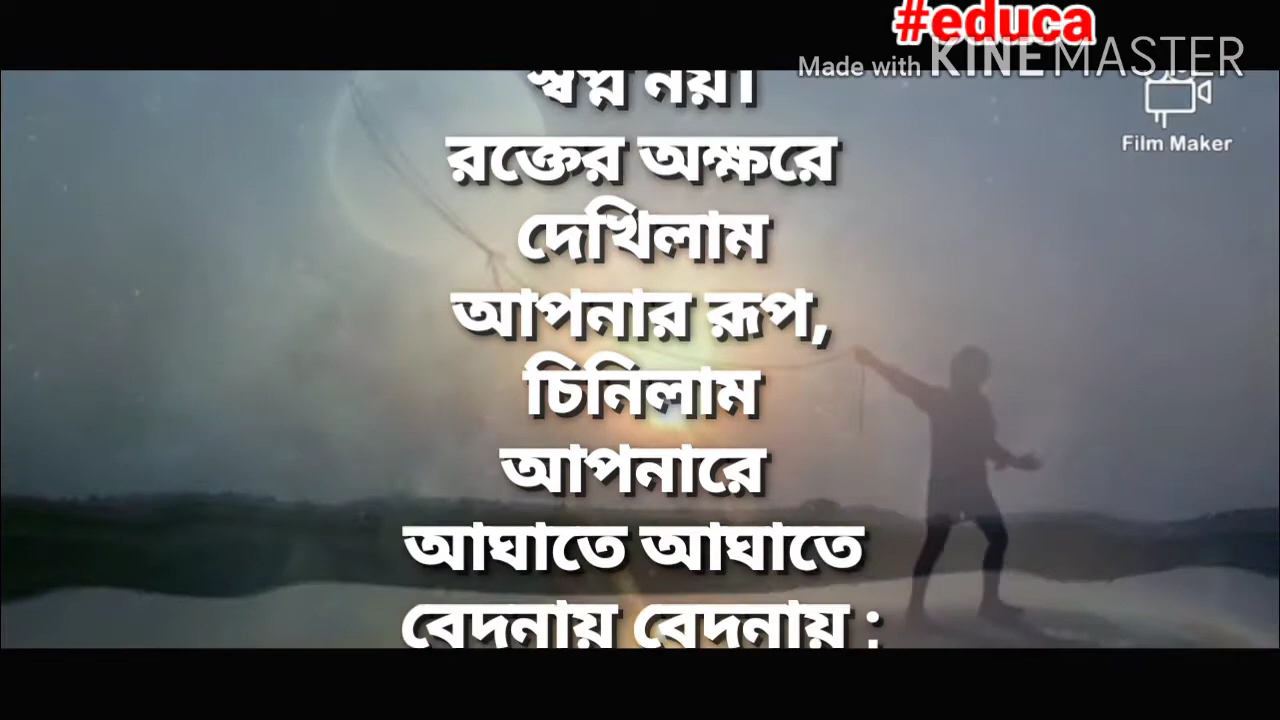 #educa
Made with KINEMASTER
Film Maker
স্বপ্ন নয়।
রক্তের অক্ষরে
দেখিলাম
আপনার রূপ,
চিনিলাম
আপনারে
আঘাতে আঘাতে
বেদনায় বেদনায় :